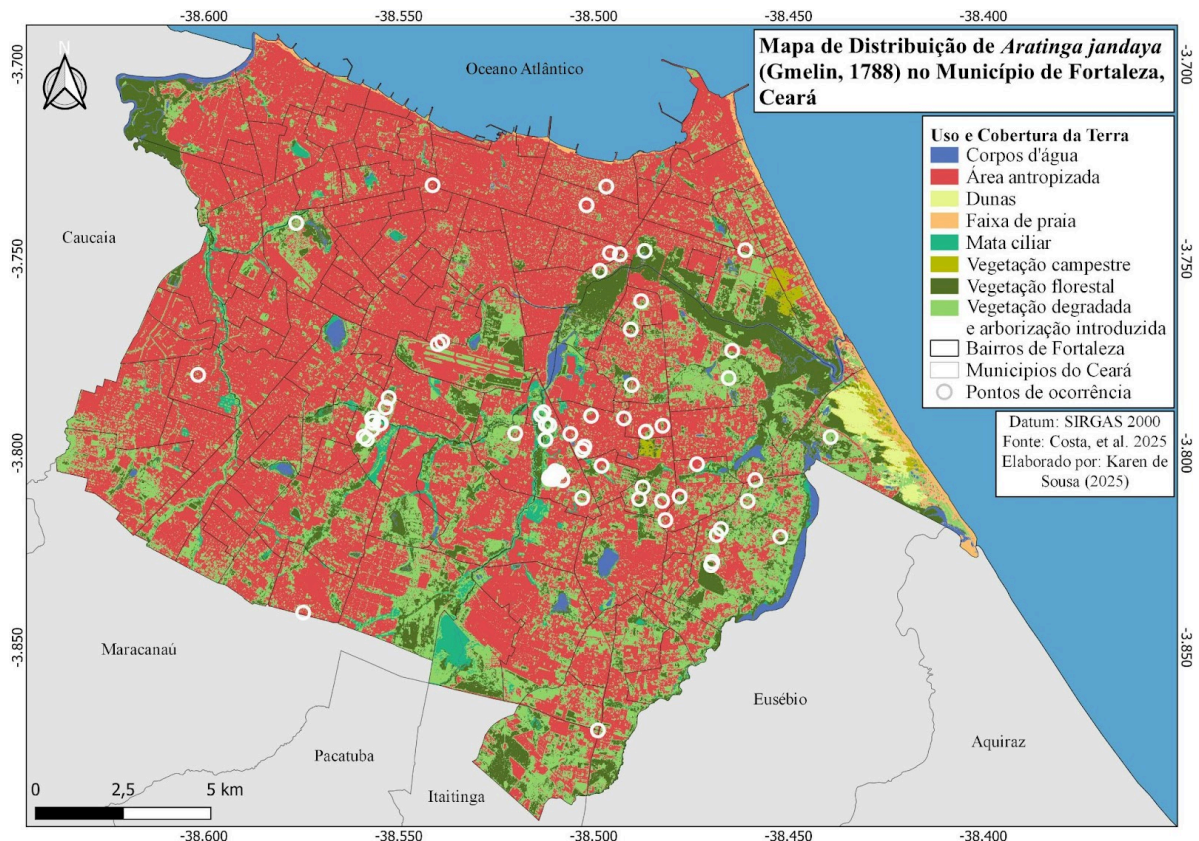 -38.600
-38.550
-38.500
-38.450
-38.400
-3.700
-3.750
-3.800
-3.850
-3.700
-3.750
-3.800
-3.850
N
Oceano Atlântico
Mapa de Distribuição de Aratinga jandaya
(Gmelin, 1788) no Município de Fortaleza,
Ceará
Uso e Cobertura da Terra
Corpos d'água
Área antropizada
Dunas
Faixa de praia
Mata ciliar
Vegetação campestre
Vegetação florestal
Vegetação degradada
e arborização introduzida
Bairros de Fortaleza
Municipios do Ceará
Pontos de ocorrência
Datum: SIRGAS 2000
Fonte: Costa, et al. 2025
Elaborado por: Karen de
Sousa (2025)
Caucaia
Maracanaú
Pacatuba
Itaitinga
Eusébio
Aquiraz
0
2,5
5 km
-38.600
-38.550
-38.500
-38.450
-38.400